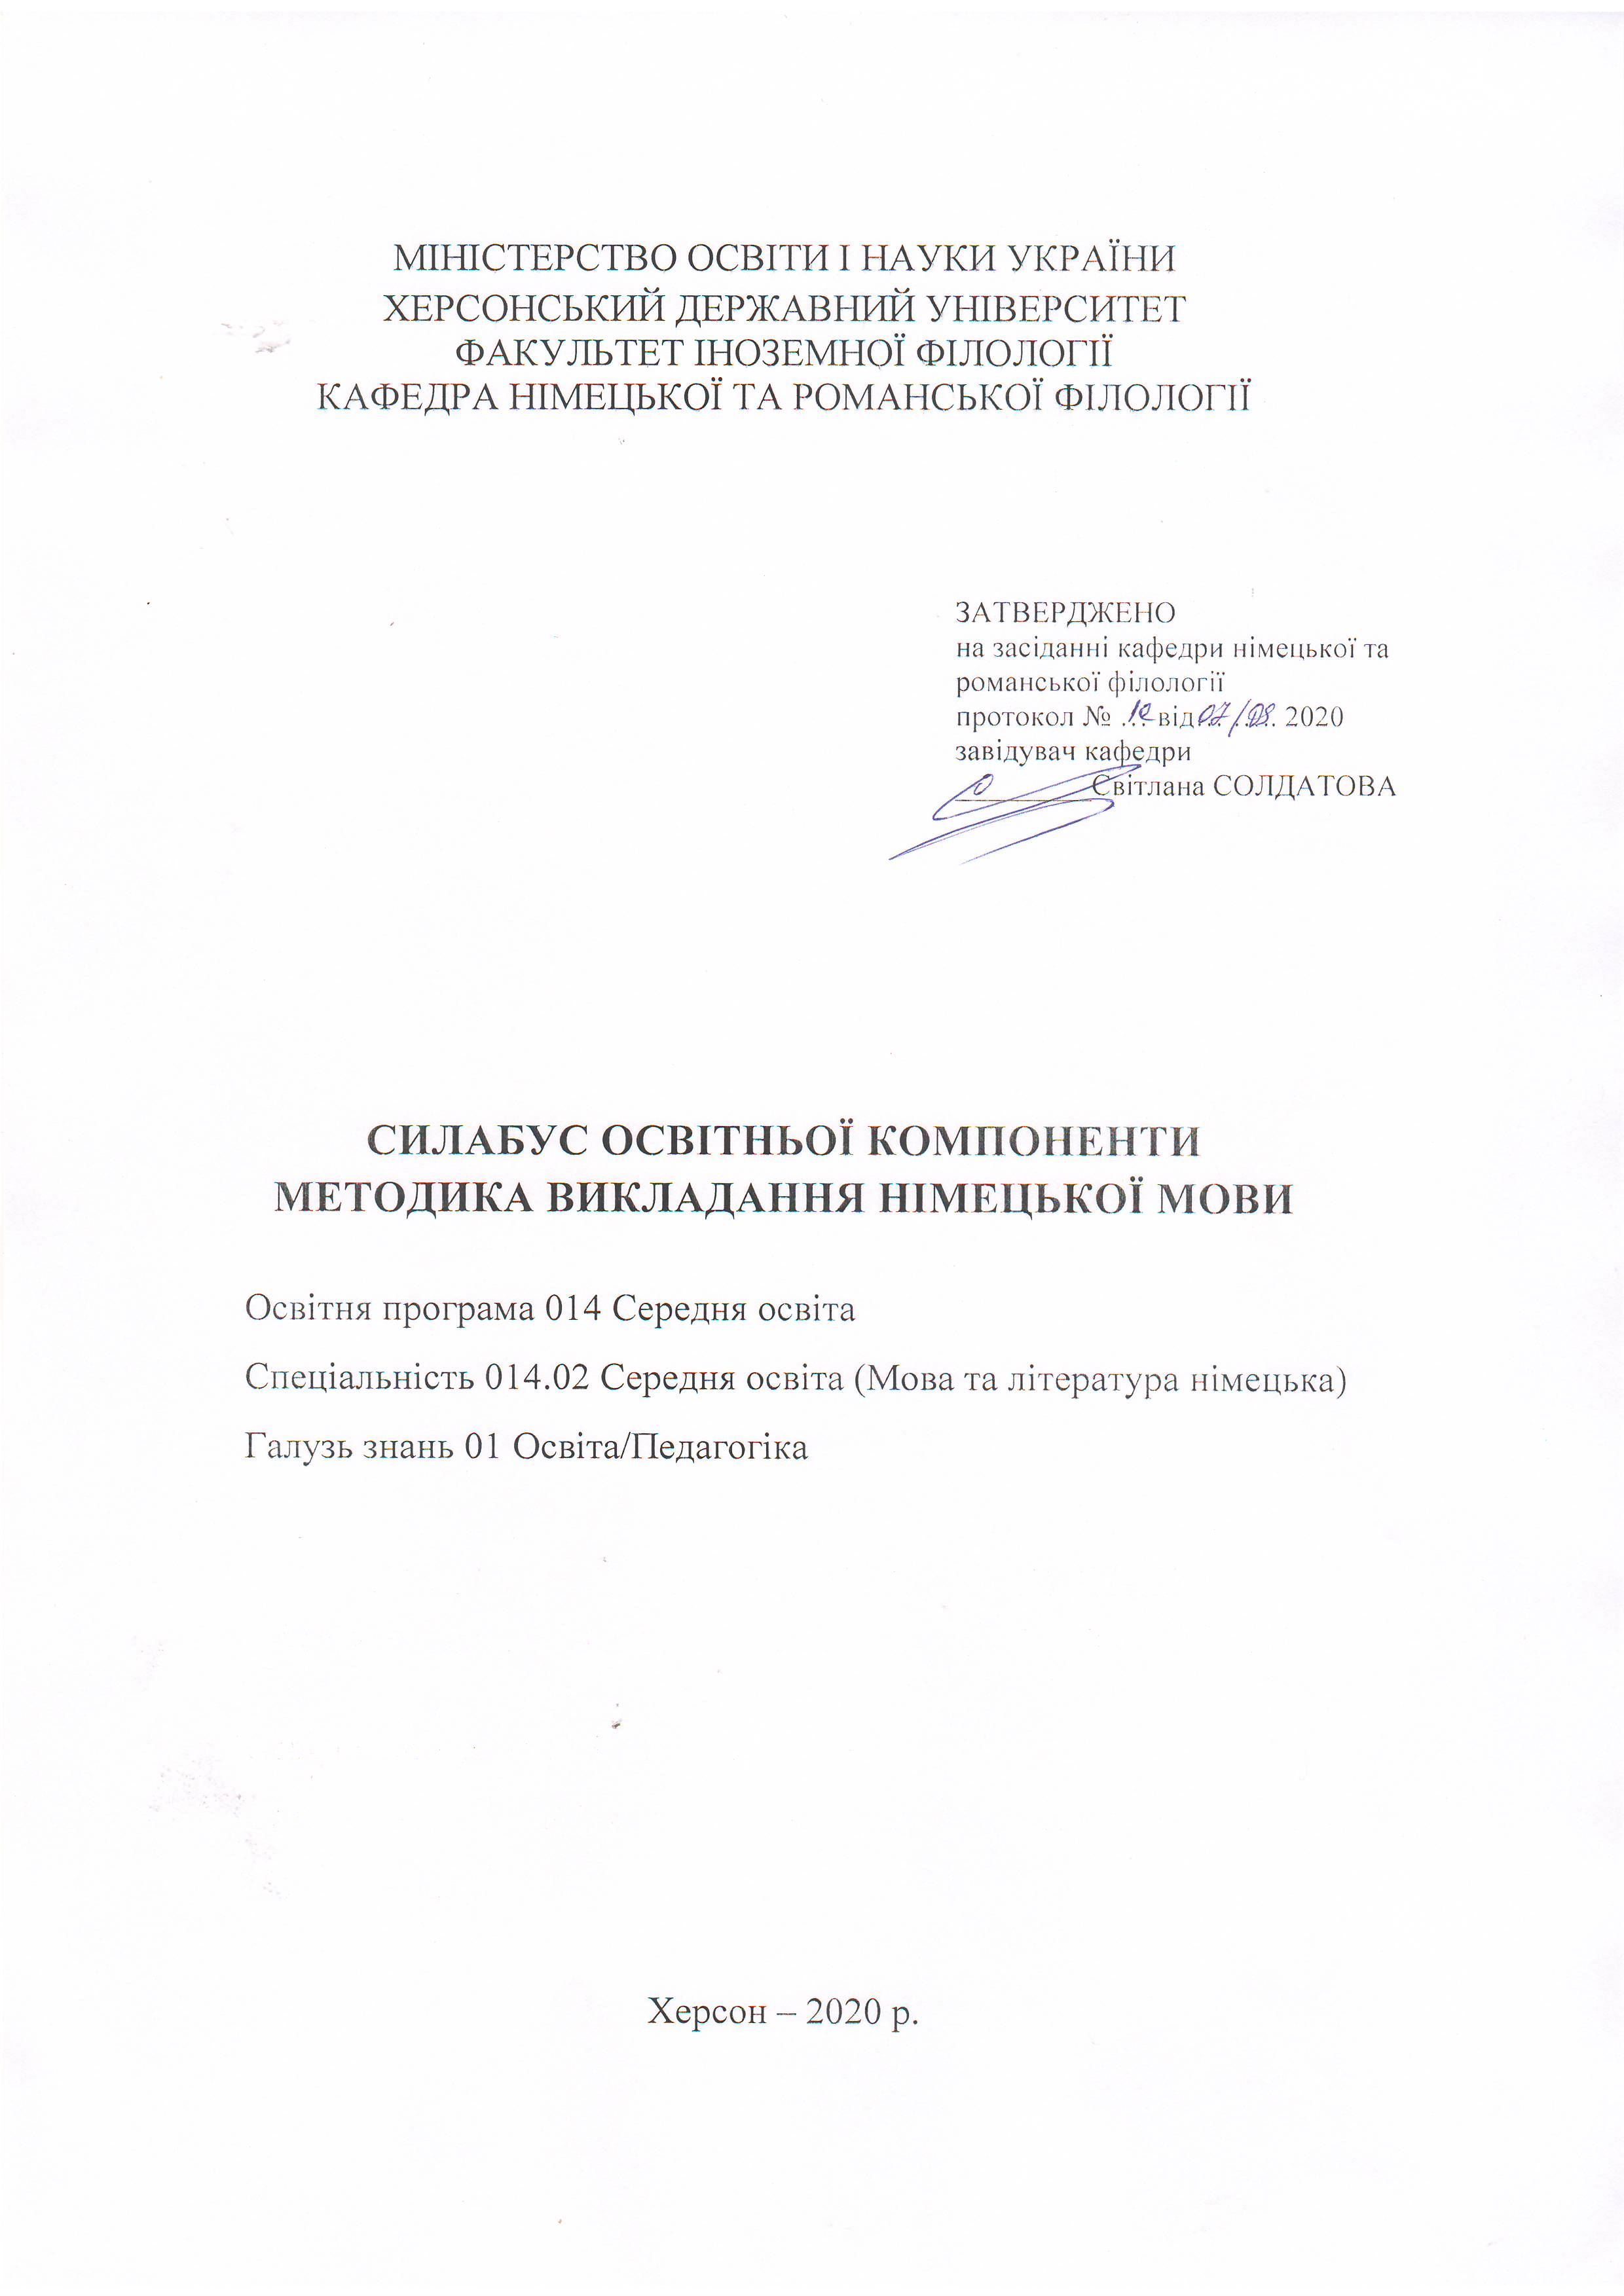 МІНІСТЕРСТВО ОСВІТИ І НАУКИ УКРАЇНИ
ХЕРСОНСЬКИЙ ДЕРЖАВНИЙ УНІВЕРСИТЕТ
ФАКУЛЬТЕТ ІНОЗЕМНОЇ ФІЛОЛОГІЇ
КАФЕДРА НІМЕЦЬКОЇ ТА РОМАНСЬКОЇ ФІЛОЛОГІЇ
ЗАТВЕРДЖЕНО
на засіданні кафедри німецької та
романської філології
протокол № від 2020
завідувач кафедри
Світлана СОЛДАТОВА
СИЛАБУС ОСВІТНЬОЇ КОМПОНЕНТИ
МЕТОДИКА ВИКЛАДАННЯ НІМЕЦЬКОЇ МОВИ
Освітня програма 014 Середня освіта
Спеціальність 014.02 Середня освіта (Мова та література німецька)
Галузь знань 01 Освіта/Педагогіка
Херсон – 2020 р.